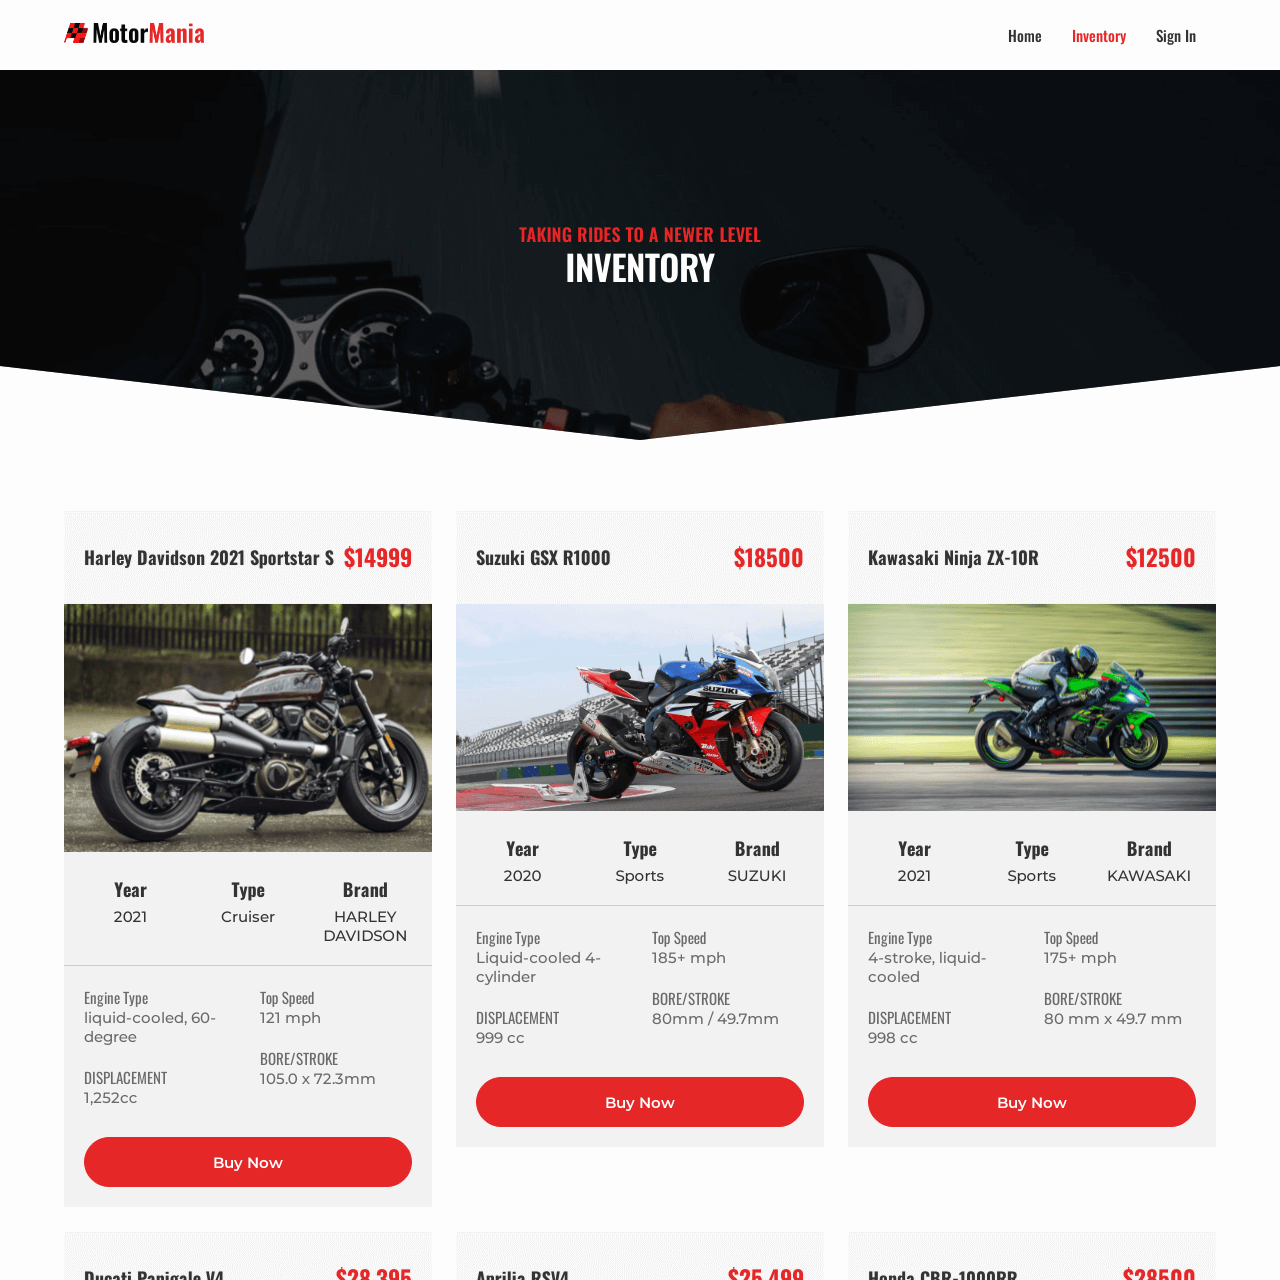 MotorMania
Home Inventory Sign In
TAKING RIDES TO A NEWER LEVEL
INVENTORY
Harley Davidson 2021 Sportstar S $14999
Year Type Brand
2021 Cruiser HARLEY
DAVIDSON
Engine Type Top Speed
liquid-cooled, 60- 121 mph
degree
BORE/STROKE
DISPLACEMENT 105.0 x 72.3mm
1,252cc
Buy Now
Suzuki GSX R1000 $18500
SUZUKI
Year Type Brand
2020 Sports SUZUKI
Engine Type Top Speed
Liquid-cooled 4- 185+ mph
cylinder
BORE/STROKE
DISPLACEMENT 80mm / 49.7mm
999 cc
Buy Now
Kawasaki Ninja ZX-10R $12500
Year Type Brand
2021 Sports KAWASAKI
Engine Type Top Speed
4-stroke, liquid- 175+ mph
cooled
BORE/STROKE
DISPLACEMENT 80 mm x 49.7 mm
998 cc
Buy Now
Ducati Panigale V4 $28,395
Aprilia RSV4 $25,499
Honda CBR-1000RR $28500